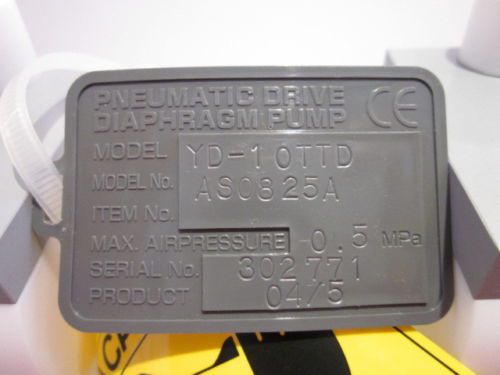 PNEUMATIC DRIVE
DIAPHRAGM PUMP CE
MODEL YD-10TTD
MODEL No. AS0825A
ITEM No.
MAX. AIRPRESSURE 0.5 MPa
SERIAL No. 302771
PRODUCT 04/5
CA